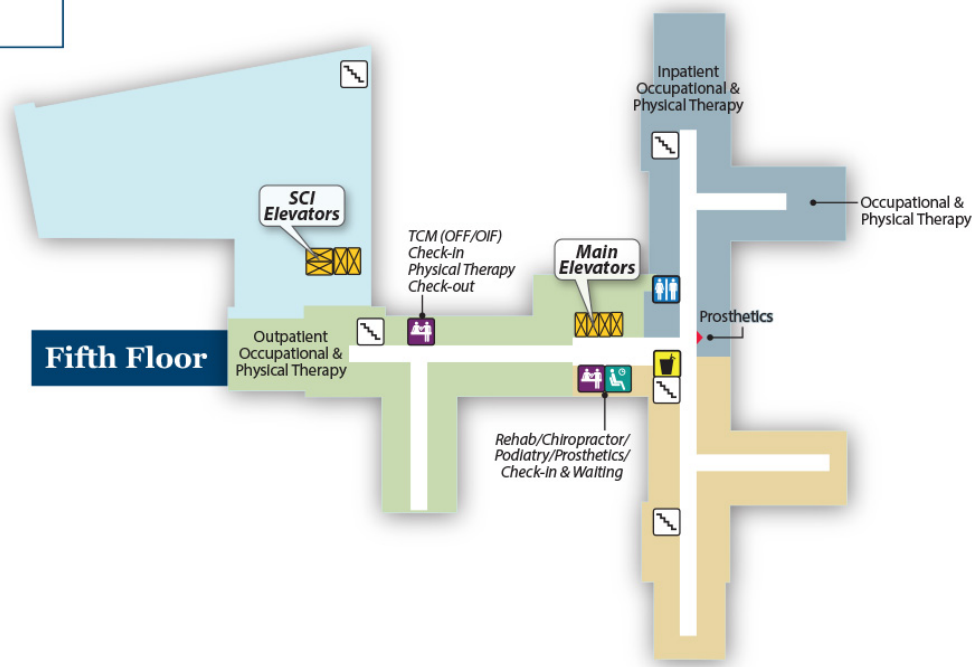 Inpatient
Occupational &
Physical Therapy
SCI
Elevators
Occupational &
Physical Therapy
TCM (OFF/OIF)
Check-in
Physical Therapy
Check-out
Main
Elevators
Prosthetics
Fifth Floor
Outpatient
Occupational &
Physical Therapy
Rehab/Chiropractor/
Podiatry/Prosthetics/
Check-In & Waiting